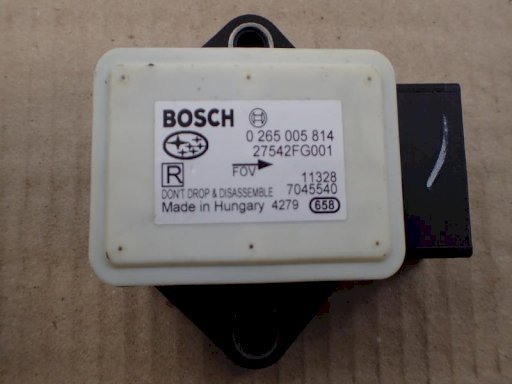 BOSCH
0 265 005 814
27542FG001
R FOV 11328
DON'T DROP & DISASSEMBLE 7045540
Made in Hungary 4279 658